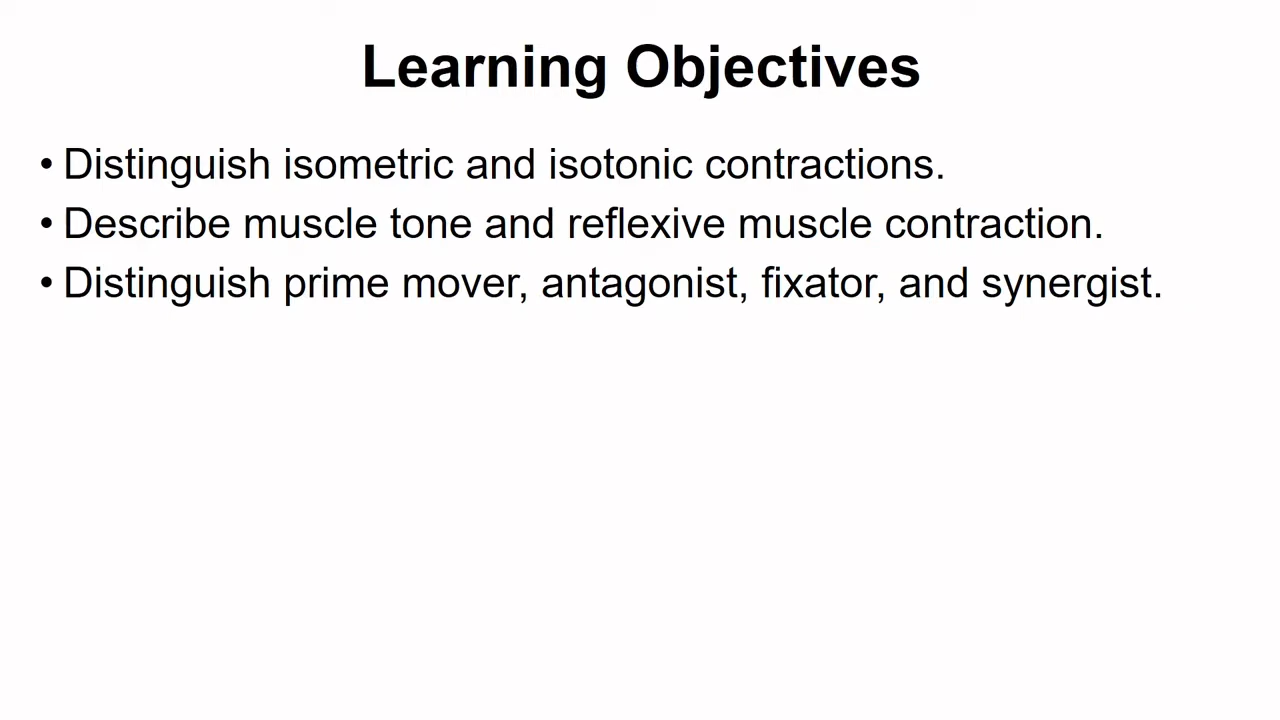 Learning Objectives
• Distinguish isometric and isotonic contractions.
• Describe muscle tone and reflexive muscle contraction.
• Distinguish prime mover, antagonist, fixator, and synergist.